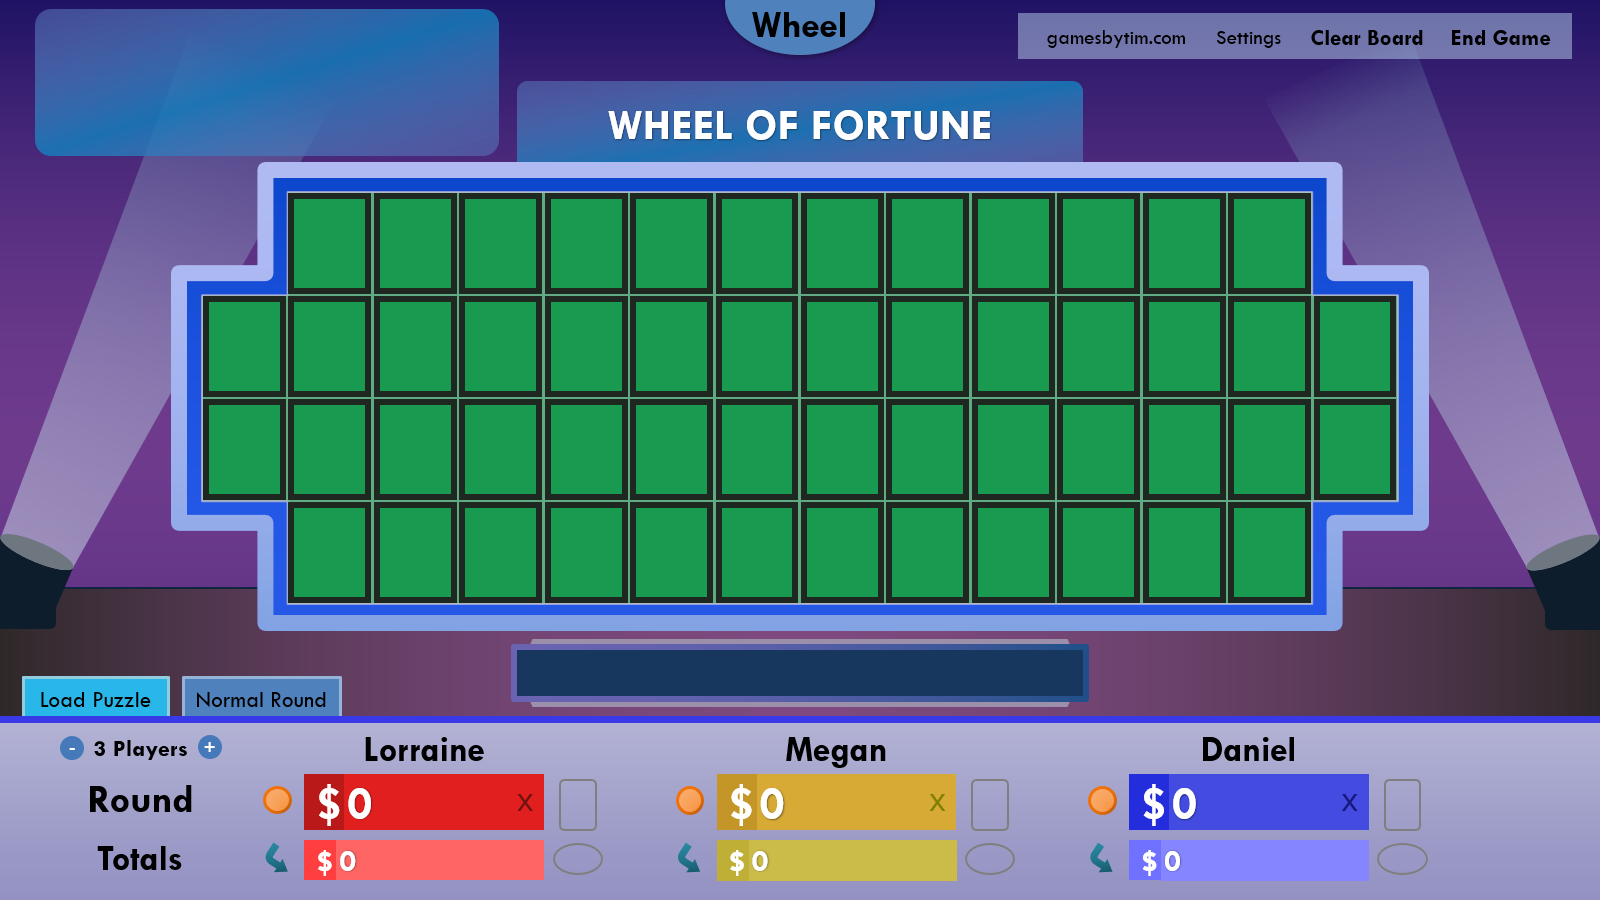 Wheel
gamesbytim.com Settings Clear Board End Game
WHEEL OF FORTUNE
Load Puzzle Normal Round
- 3 Players +
Lorraine Megan Daniel
Round $ 0 X $ 0 X $ 0 X
Totals $ 0 $ 0 $ 0